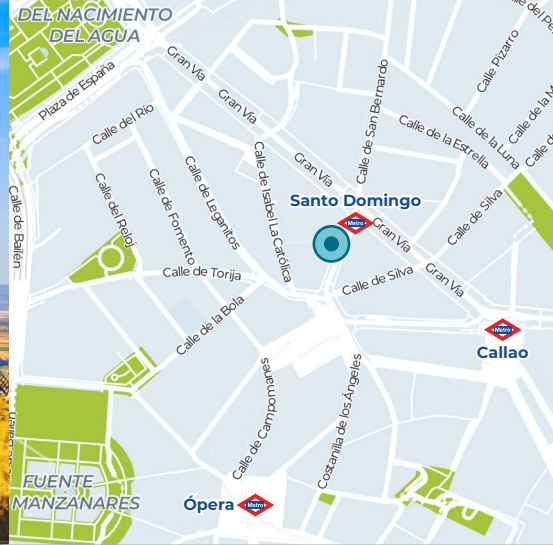 DEL NACIMIENTO
DEL AGUA
Plaza de España
Gran Vía
Gran Vía
Gran Vía
Gran Vía
Gran Vía
Calle Pizarro
Calle de San Bernardo
Calle de la Luna
Calle de la Estrella
Calle del Río
Calle de Leganitos
Calle de Isabel La Católica
Calle de Fomento
Calle del Reloj
Calle de Bailén
Santo Domingo
Metro
Calle de Silva
Calle de Silva
Calle de Torija
Calle de la Bola
Metro
Callao
Calle de Campomanes
Costanilla de los Ángeles
FUENTE
MANZANARES
Ópera
Metro